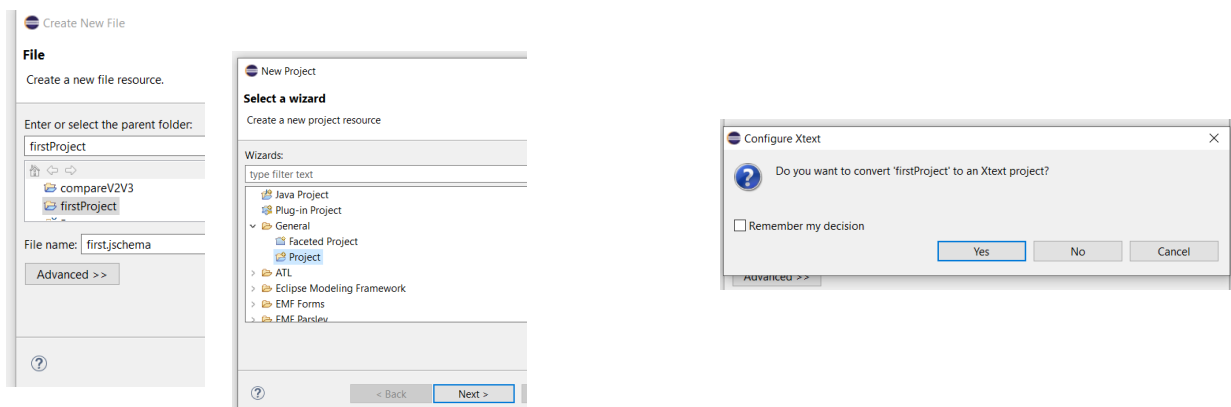 Create New File
File
Create a new file resource.
Enter or select the parent folder:
firstProject
compareV2V3
firstProject
File name: first.jschema
Advanced >>
New Project
Select a wizard
Create a new project resource
Wizards:
type filter text
Java Project
Plug-in Project
General
Faceted Project
Project
ATL
Eclipse Modeling Framework
EMF Forms
EMF Parsley
< Back Next >
Configure Xtext
Do you want to convert 'firstProject' to an Xtext project?
Remember my decision
Yes No Cancel
Advanced >>